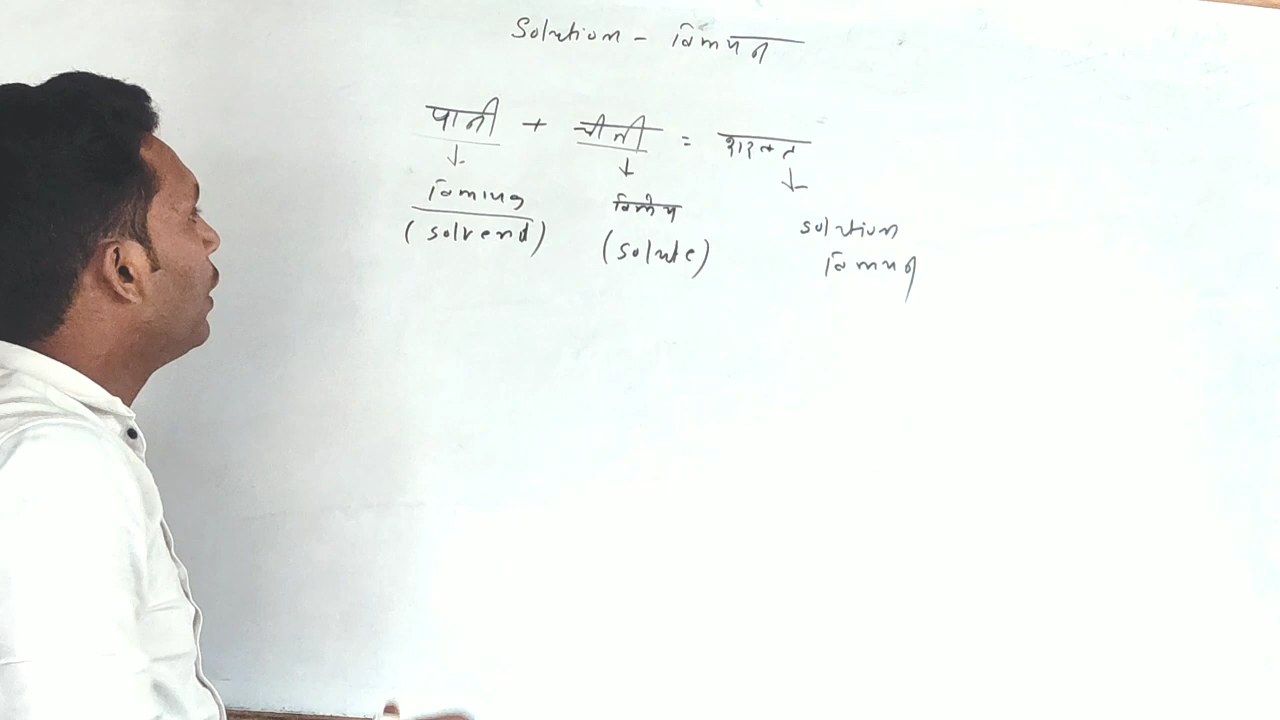 Solution - विलयन
पानी + चीनी = शरबत
विलायक विलेय
(solvend) (solute) solution
विलयन